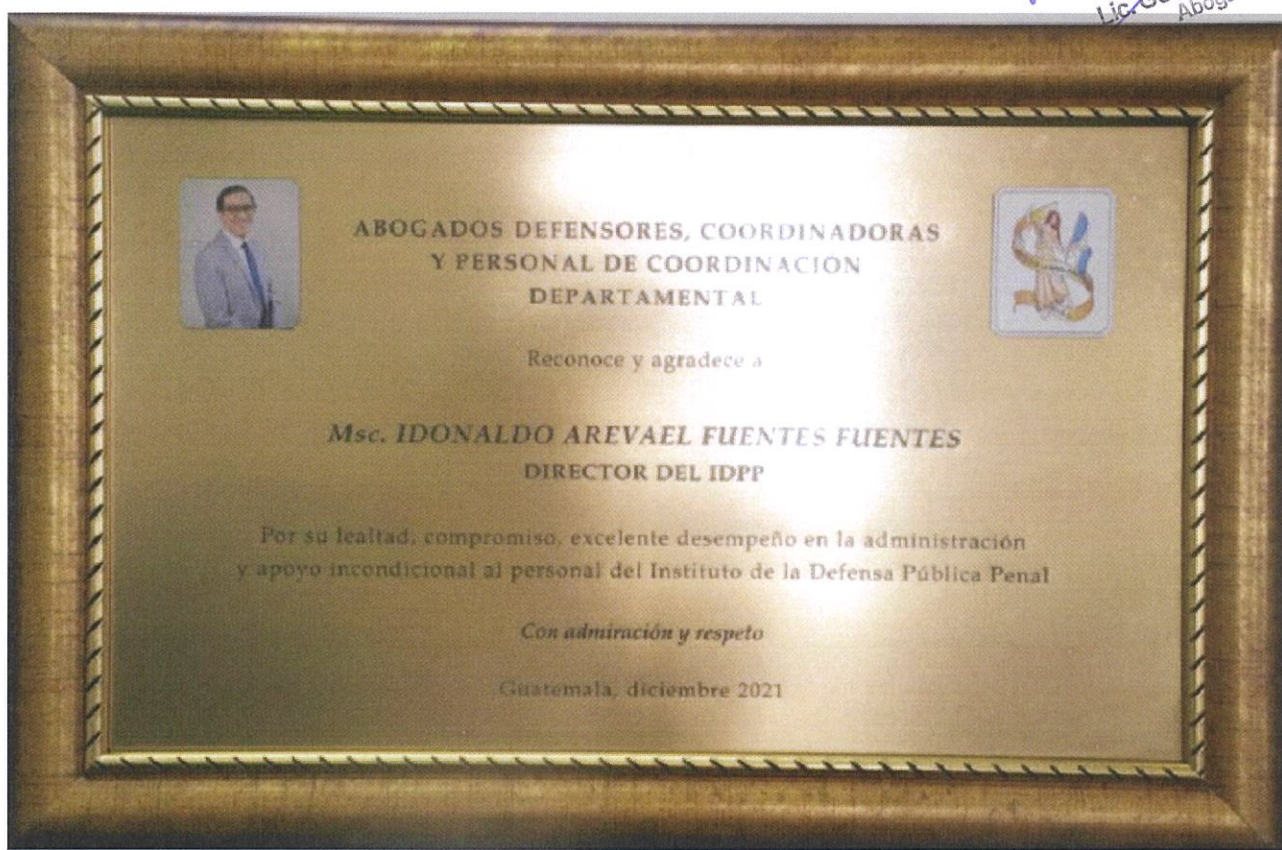 Lic.
ABOGADOS DEFENSORES, COORDINADORAS
Y PERSONAL DE COORDINACIÓN
DEPARTAMENTAL
Reconoce y agradece a
Msc. IDONALDO AREVAEL FUENTES FUENTES
DIRECTOR DEL IDPP
Por su lealtad, compromiso, excelente desempeño en la administración
y apoyo incondicional al personal del Instituto de la Defensa Pública Penal
Con admiración y respeto
Guatemala, diciembre 2021